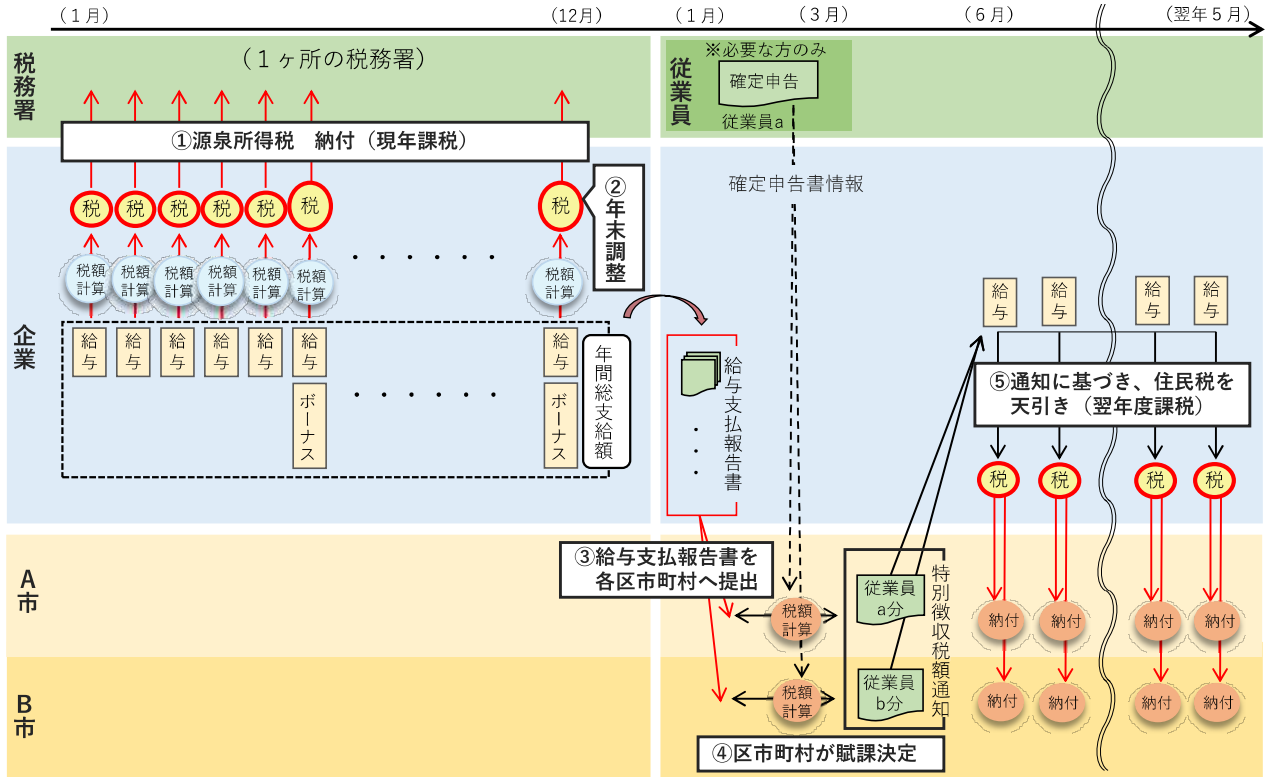 （１月）
（12月）
（１月）
（３月）
（６月）
（翌年５月）
税務署
（１ヶ所の税務署）
①源泉所得税　納付（現年課税）
従業員
※必要な方のみ
確定申告
従業員a
確定申告書情報
企業
税
税
税
税
税
税
税
②年末調整
税額
計算
税額
計算
税額
計算
税額
計算
税額
計算
税額
計算
・・・・・・
税額
計算
給与
給与
給与
給与
給与
給与
給与
ボーナス
・・・・・・
ボーナス
年間総支給額
給与支払報告書
・・・
給与
給与
給与
給与
⑤通知に基づき、住民税を
天引き（翌年度課税）
税
税
税
税
③給与支払報告書を
各区市町村へ提出
A
市
税額
計算
従業員
a分
特別徴収税額通知
納付
納付
納付
納付
B
市
税額
計算
従業員
b分
納付
納付
納付
納付
④区市町村が賦課決定